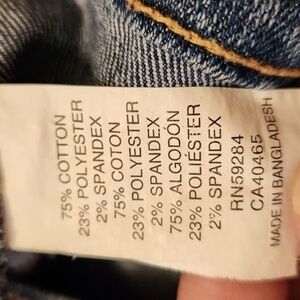 75% COTTON
23% POLYESTER
2% SPANDEX
75% COTON
23% POLYESTER
2% SPANDEX
75% ALGODÓN
23% POLIÉSTER
2% SPANDEX
RN59284
CA40465
MADE IN BANGLADESH